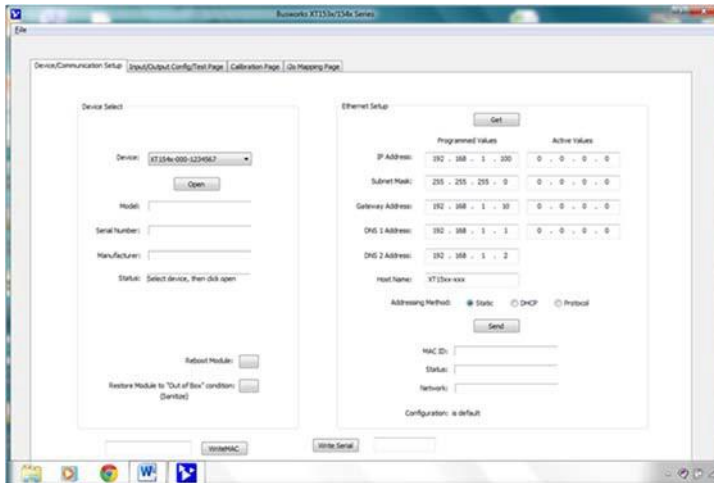 Busworks XT153x/154x Series
File
Device/Communication Setup Input/Output Config/Test Page Calibration Page i2o Mapping Page
Device Select
Device: XT154x-000-1234567
Open
Model:
Serial Number:
Manufacturer:
Status: Select device, then click open
Reboot Module:
Restore Module to "Out of Box" condition:
(Sanitize)
WriteMAC
Ethernet Setup
Get
Programmed Values Active Values
IP Address: 192 . 168 . 1 . 100 0 . 0 . 0 . 0
Subnet Mask: 255 . 255 . 255 . 0 0 . 0 . 0 . 0
Gateway Address: 192 . 168 . 1 . 10 0 . 0 . 0 . 0
DNS 1 Address: 192 . 168 . 1 . 1 0 . 0 . 0 . 0
DNS 2 Address: 192 . 168 . 1 . 2
Host Name: XT15xx-xxx
Addressing Method: Static DHCP Protocol
Send
MAC ID:
Status:
Network:
Configuration: is default
Write Serial